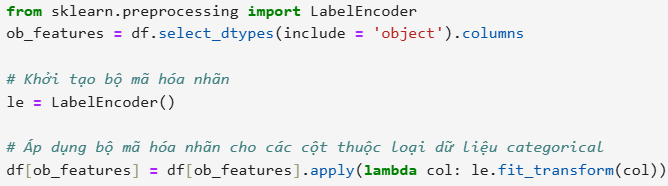 from sklearn.preprocessing import LabelEncoder
ob_features = df.select_dtypes(include = 'object').columns
# Khởi tạo bộ mã hóa nhãn
le = LabelEncoder()
# Áp dụng bộ mã hóa nhãn cho các cột thuộc loại dữ liệu categorical
df[ob_features] = df[ob_features].apply(lambda col: le.fit_transform(col))